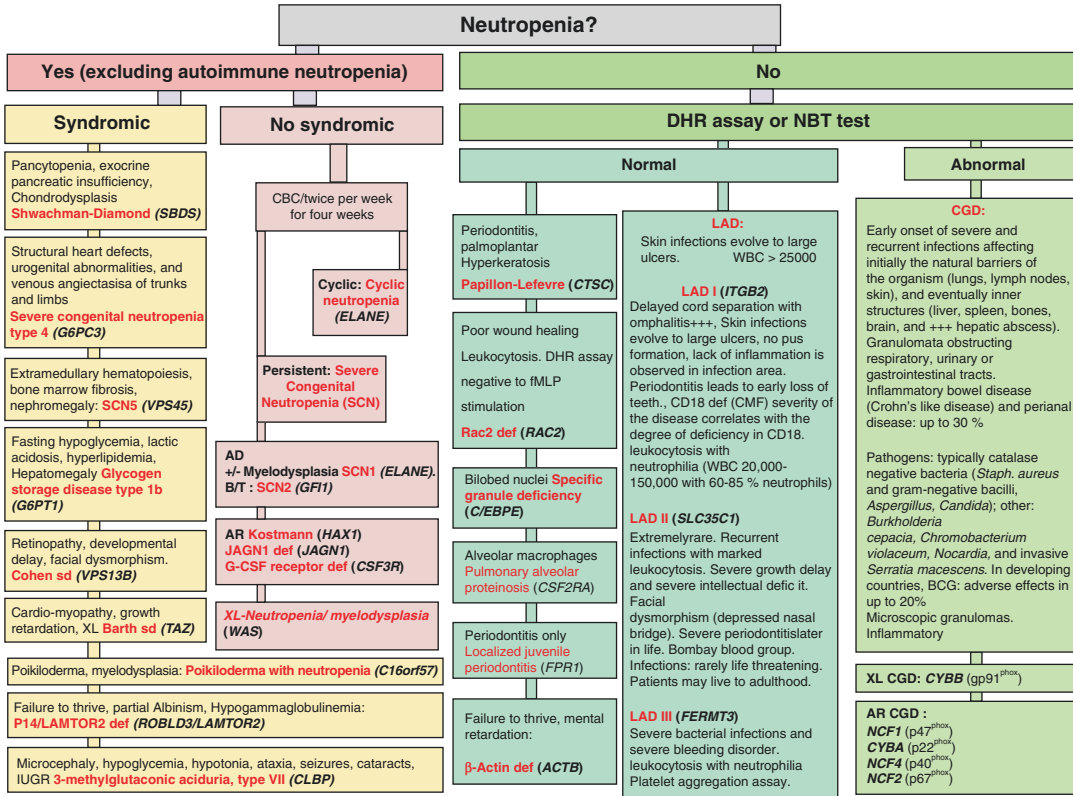 Neutropenia?
Yes (excluding autoimmune neutropenia)
No
Syndromic
No syndromic
DHR assay or NBT test
Normal
Abnormal
Pancytopenia, exocrine
pancreatic insufficiency,
Chondrodysplasis
Shwachman-Diamond (SBDS)
Structural heart defects,
urogenital abnormalities, and
venous angiectasisa of trunks
and limbs
Severe congenital neutropenia
type 4 (G6PC3)
Extramedullary hematopoiesis,
bone marrow fibrosis,
nephromegaly: SCN5 (VPS45)
Fasting hypoglycemia, lactic
acidosis, hyperlipidemia,
Hepatomegaly Glycogen
storage disease type 1b
(G6PT1)
Retinopathy, developmental
delay, facial dysmorphism.
Cohen sd (VPS13B)
Cardio-myopathy, growth
retardation, XL Barth sd (TAZ)
Poikiloderma, myelodysplasia: Poikiloderma with neutropenia (C16orf57)
Failure to thrive, partial Albinism, Hypogammaglobulinemia:
P14/LAMTOR2 def (ROBLD3/LAMTOR2)
Microcephaly, hypoglycemia, hypotonia, ataxia, seizures, cataracts,
IUGR 3-methylglutaconic aciduria, type VII (CLBP)
CBC/twice per week
for four weeks
Cyclic: Cyclic
neutropenia
(ELANE)
Persistent: Severe
Congenital
Neutropenia (SCN)
AD
+/- Myelodysplasia SCN1 (ELANE).
B/T : SCN2 (GFI1)
AR Kostmann (HAX1)
JAGN1 def (JAGN1)
G-CSF receptor def (CSF3R)
XL-Neutropenia/ myelodysplasia
(WAS)
Periodontitis,
palmoplantar
Hyperkeratosis
Papillon-Lefevre (CTSC)
Poor wound healing
Leukocytosis. DHR assay
negative to fMLP
stimulation
Rac2 def (RAC2)
Bilobed nuclei Specific
granule deficiency
(C/EBPE)
Alveolar macrophages
Pulmonary alveolar
proteinosis (CSF2RA)
Periodontitis only
Localized juvenile
periodontitis (FPR1)
Failure to thrive, mental
retardation:
β-Actin def (ACTB)
LAD:
Skin infections evolve to large
ulcers. WBC > 25000
LAD I (ITGB2)
Delayed cord separation with
omphalitis+++, Skin infections
evolve to large ulcers, no pus
formation, lack of inflammation is
observed in infection area.
Periodontitis leads to early loss of
teeth., CD18 def (CMF) severity of
the disease correlates with the
degree of deficiency in CD18.
leukocytosis with
neutrophilia (WBC 20,000-
150,000 with 60-85 % neutrophils)
LAD II (SLC35C1)
Extremelyrare. Recurrent
infections with marked
leukocytosis. Severe growth delay
and severe intellectual defic it.
Facial
dysmorphism (depressed nasal
bridge). Severe periodontitislater
in life. Bombay blood group.
Infections: rarely life threatening.
Patients may live to adulthood.
LAD III (FERMT3)
Severe bacterial infections and
severe bleeding disorder.
leukocytosis with neutrophilia
Platelet aggregation assay.
CGD:
Early onset of severe and
recurrent infections affecting
initially the natural barriers of
the organism (lungs, lymph nodes,
skin), and eventually inner
structures (liver, spleen, bones,
brain, and +++ hepatic abscess).
Granulomata obstructing
respiratory, urinary or
gastrointestinal tracts.
Inflammatory bowel disease
(Crohn's like disease) and perianal
disease: up to 30 %
Pathogens: typically catalase
negative bacteria (Staph. aureus
and gram-negative bacilli,
Aspergillus, Candida); other:
Burkholderia
cepacia, Chromobacterium
violaceum, Nocardia, and invasive
Serratia macescens. In developing
countries, BCG: adverse effects in
up to 20%
Microscopic granulomas.
Inflammatory
XL CGD: CYBB (gp91phox)
AR CGD :
NCF1 (p47phox)
CYBA (p22phox)
NCF4 (p40phox)
NCF2 (p67phox)